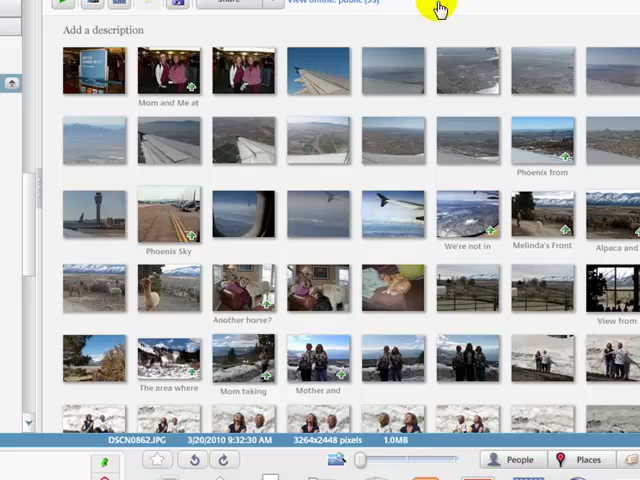 Share
View online: public (99)
Add a description
Mom and Me at
Phoenix from
Phoenix Sky
We're not in
Melinda's Front
Alpaca and
Another horse?
View from
The area where
Mom taking
Mother and
DSCN0862.JPG 3/20/2010 9:32:30 AM 3264x2448 pixels 1.0MB
People
Places